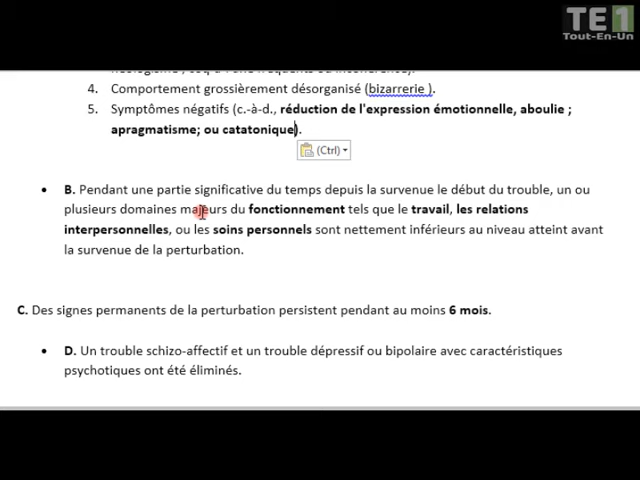 TE1
Tout-En-Un
4. Comportement grossièrement désorganisé (bizarrerie ).
5. Symptômes négatifs (c.-à-d., réduction de l'expression émotionnelle, aboulie ;
apragmatisme; ou catatonique).
(Ctrl)
• B. Pendant une partie significative du temps depuis la survenue le début du trouble, un ou
plusieurs domaines majeurs du fonctionnement tels que le travail, les relations
interpersonnelles, ou les soins personnels sont nettement inférieurs au niveau atteint avant
la survenue de la perturbation.
C. Des signes permanents de la perturbation persistent pendant au moins 6 mois.
• D. Un trouble schizo-affectif et un trouble dépressif ou bipolaire avec caractéristiques
psychotiques ont été éliminés.